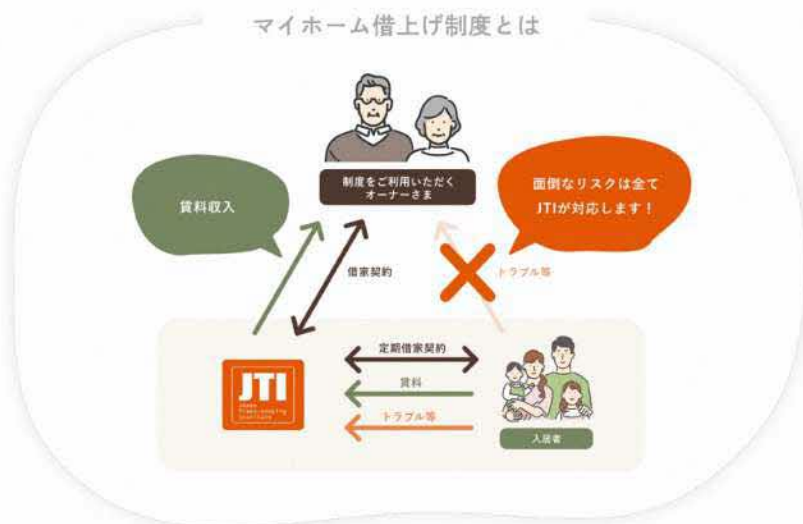 マイホーム借上げ制度とは
制度をご利用いただく
オーナーさま
賃料収入
面倒なリスクは全て
JTIが対応します！
借家契約
トラブル等
定期借家契約
賃料
トラブル等
JTI
入居者